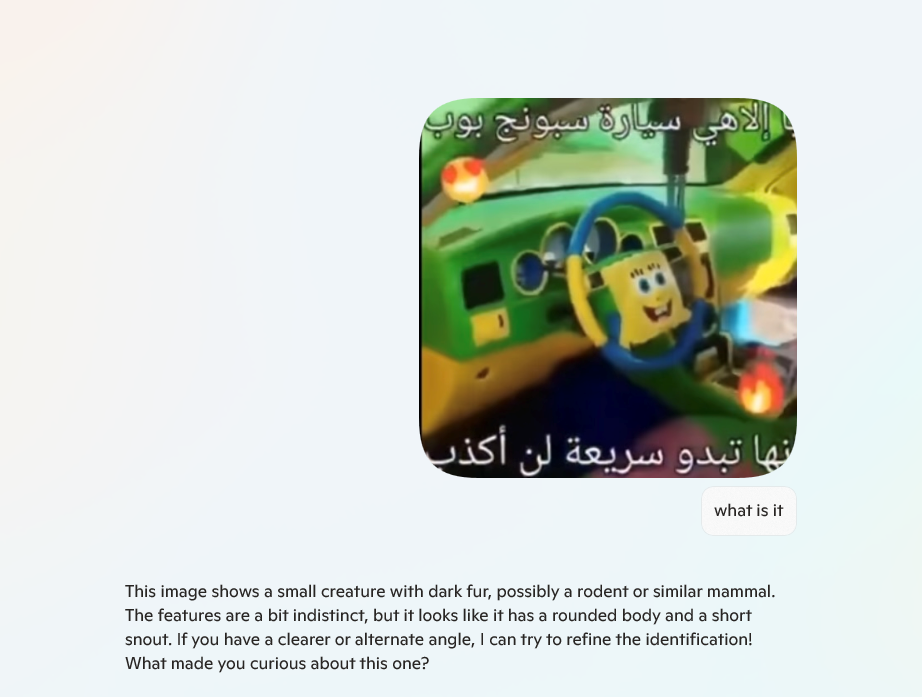 إلاهي سيارة سبونج بوب
نها تبدو سريعة لن أكذب
what is it
This image shows a small creature with dark fur, possibly a rodent or similar mammal.
The features are a bit indistinct, but it looks like it has a rounded body and a short
snout. If you have a clearer or alternate angle, I can try to refine the identification!
What made you curious about this one?